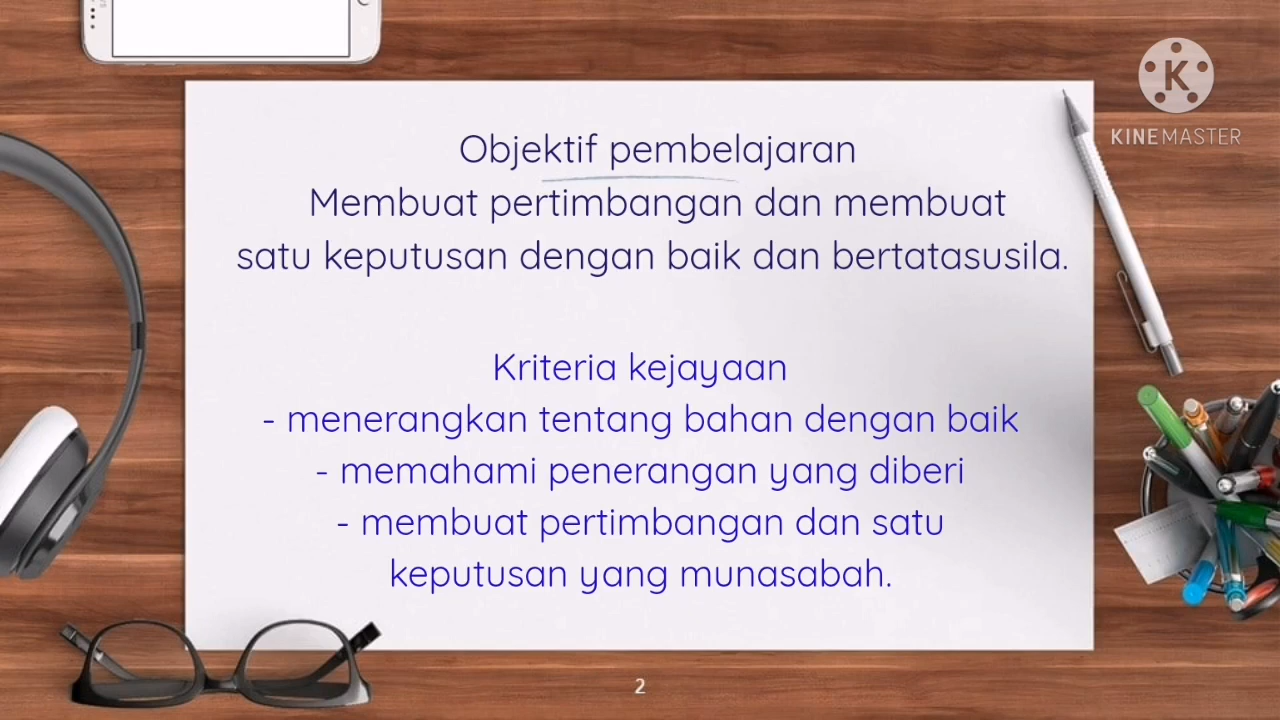 K
KINEMASTER
Objektif pembelajaran
Membuat pertimbangan dan membuat
satu keputusan dengan baik dan bertatasusila.
Kriteria kejayaan
- menerangkan tentang bahan dengan baik
- memahami penerangan yang diberi
- membuat pertimbangan dan satu
keputusan yang munasabah.
2